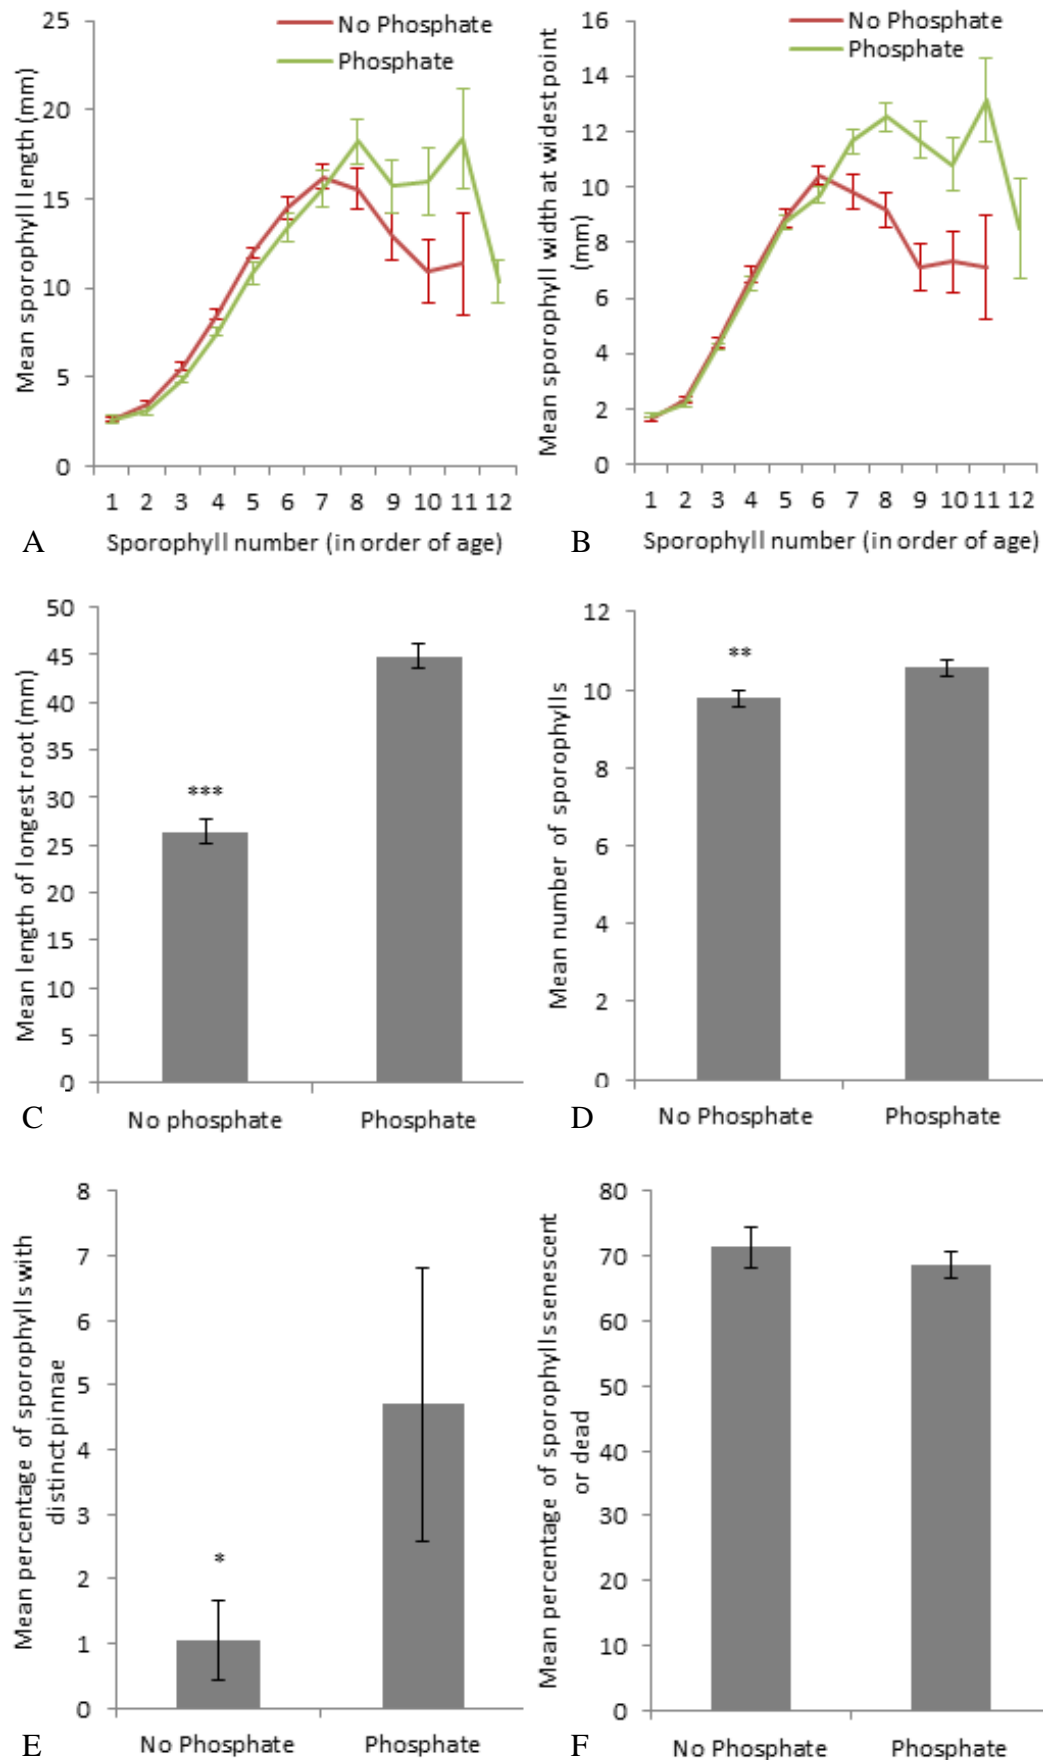 No Phosphate
Phosphate
Mean sporophyll length (mm)
25
20
15
10
5
0
1 2 3 4 5 6 7 8 9 10 11 12
A
Sporophyll number (in order of age)
No Phosphate
Phosphate
Mean sporophyll width at widest point
(mm)
16
14
12
10
8
6
4
2
0
1 2 3 4 5 6 7 8 9 10 11 12
B
Sporophyll number (in order of age)
Mean length of longest root (mm)
50
45
40
35
30
25
20
15
10
5
0
***
C
No phosphate Phosphate
Mean number of sporophylls
12
10
8
6
4
2
0
**
D
No Phosphate Phosphate
Mean percentage of sporophylls with
distinct pinnae
8
7
6
5
4
3
2
1
0
*
E
No Phosphate Phosphate
Mean percentage of sporophylls senescent
or dead
80
70
60
50
40
30
20
10
0
F
No Phosphate Phosphate